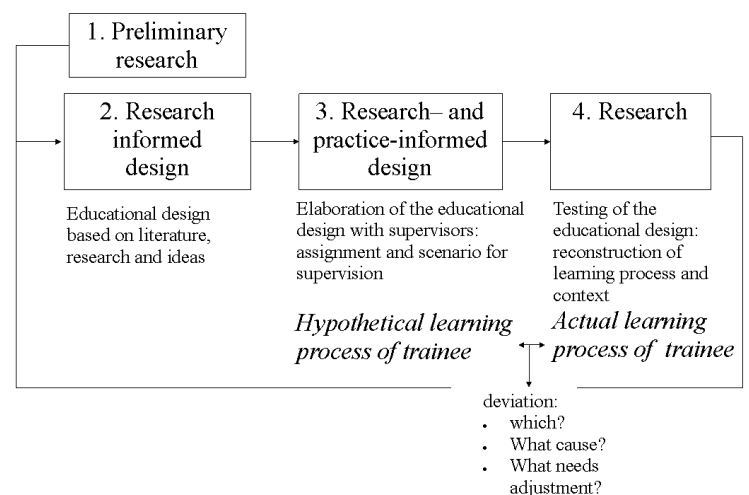 1. Preliminary
research
2. Research
informed
design
3. Research– and
practice-informed
design
4. Research
Educational design
based on literature,
research and ideas
Elaboration of the educational
design with supervisors:
assignment and scenario for
supervision
Testing of the
educational design:
reconstruction of
learning process and
context
Hypothetical learning
process of trainee
Actual learning
process of trainee
deviation:
• which?
• What cause?
• What needs
adjustment?